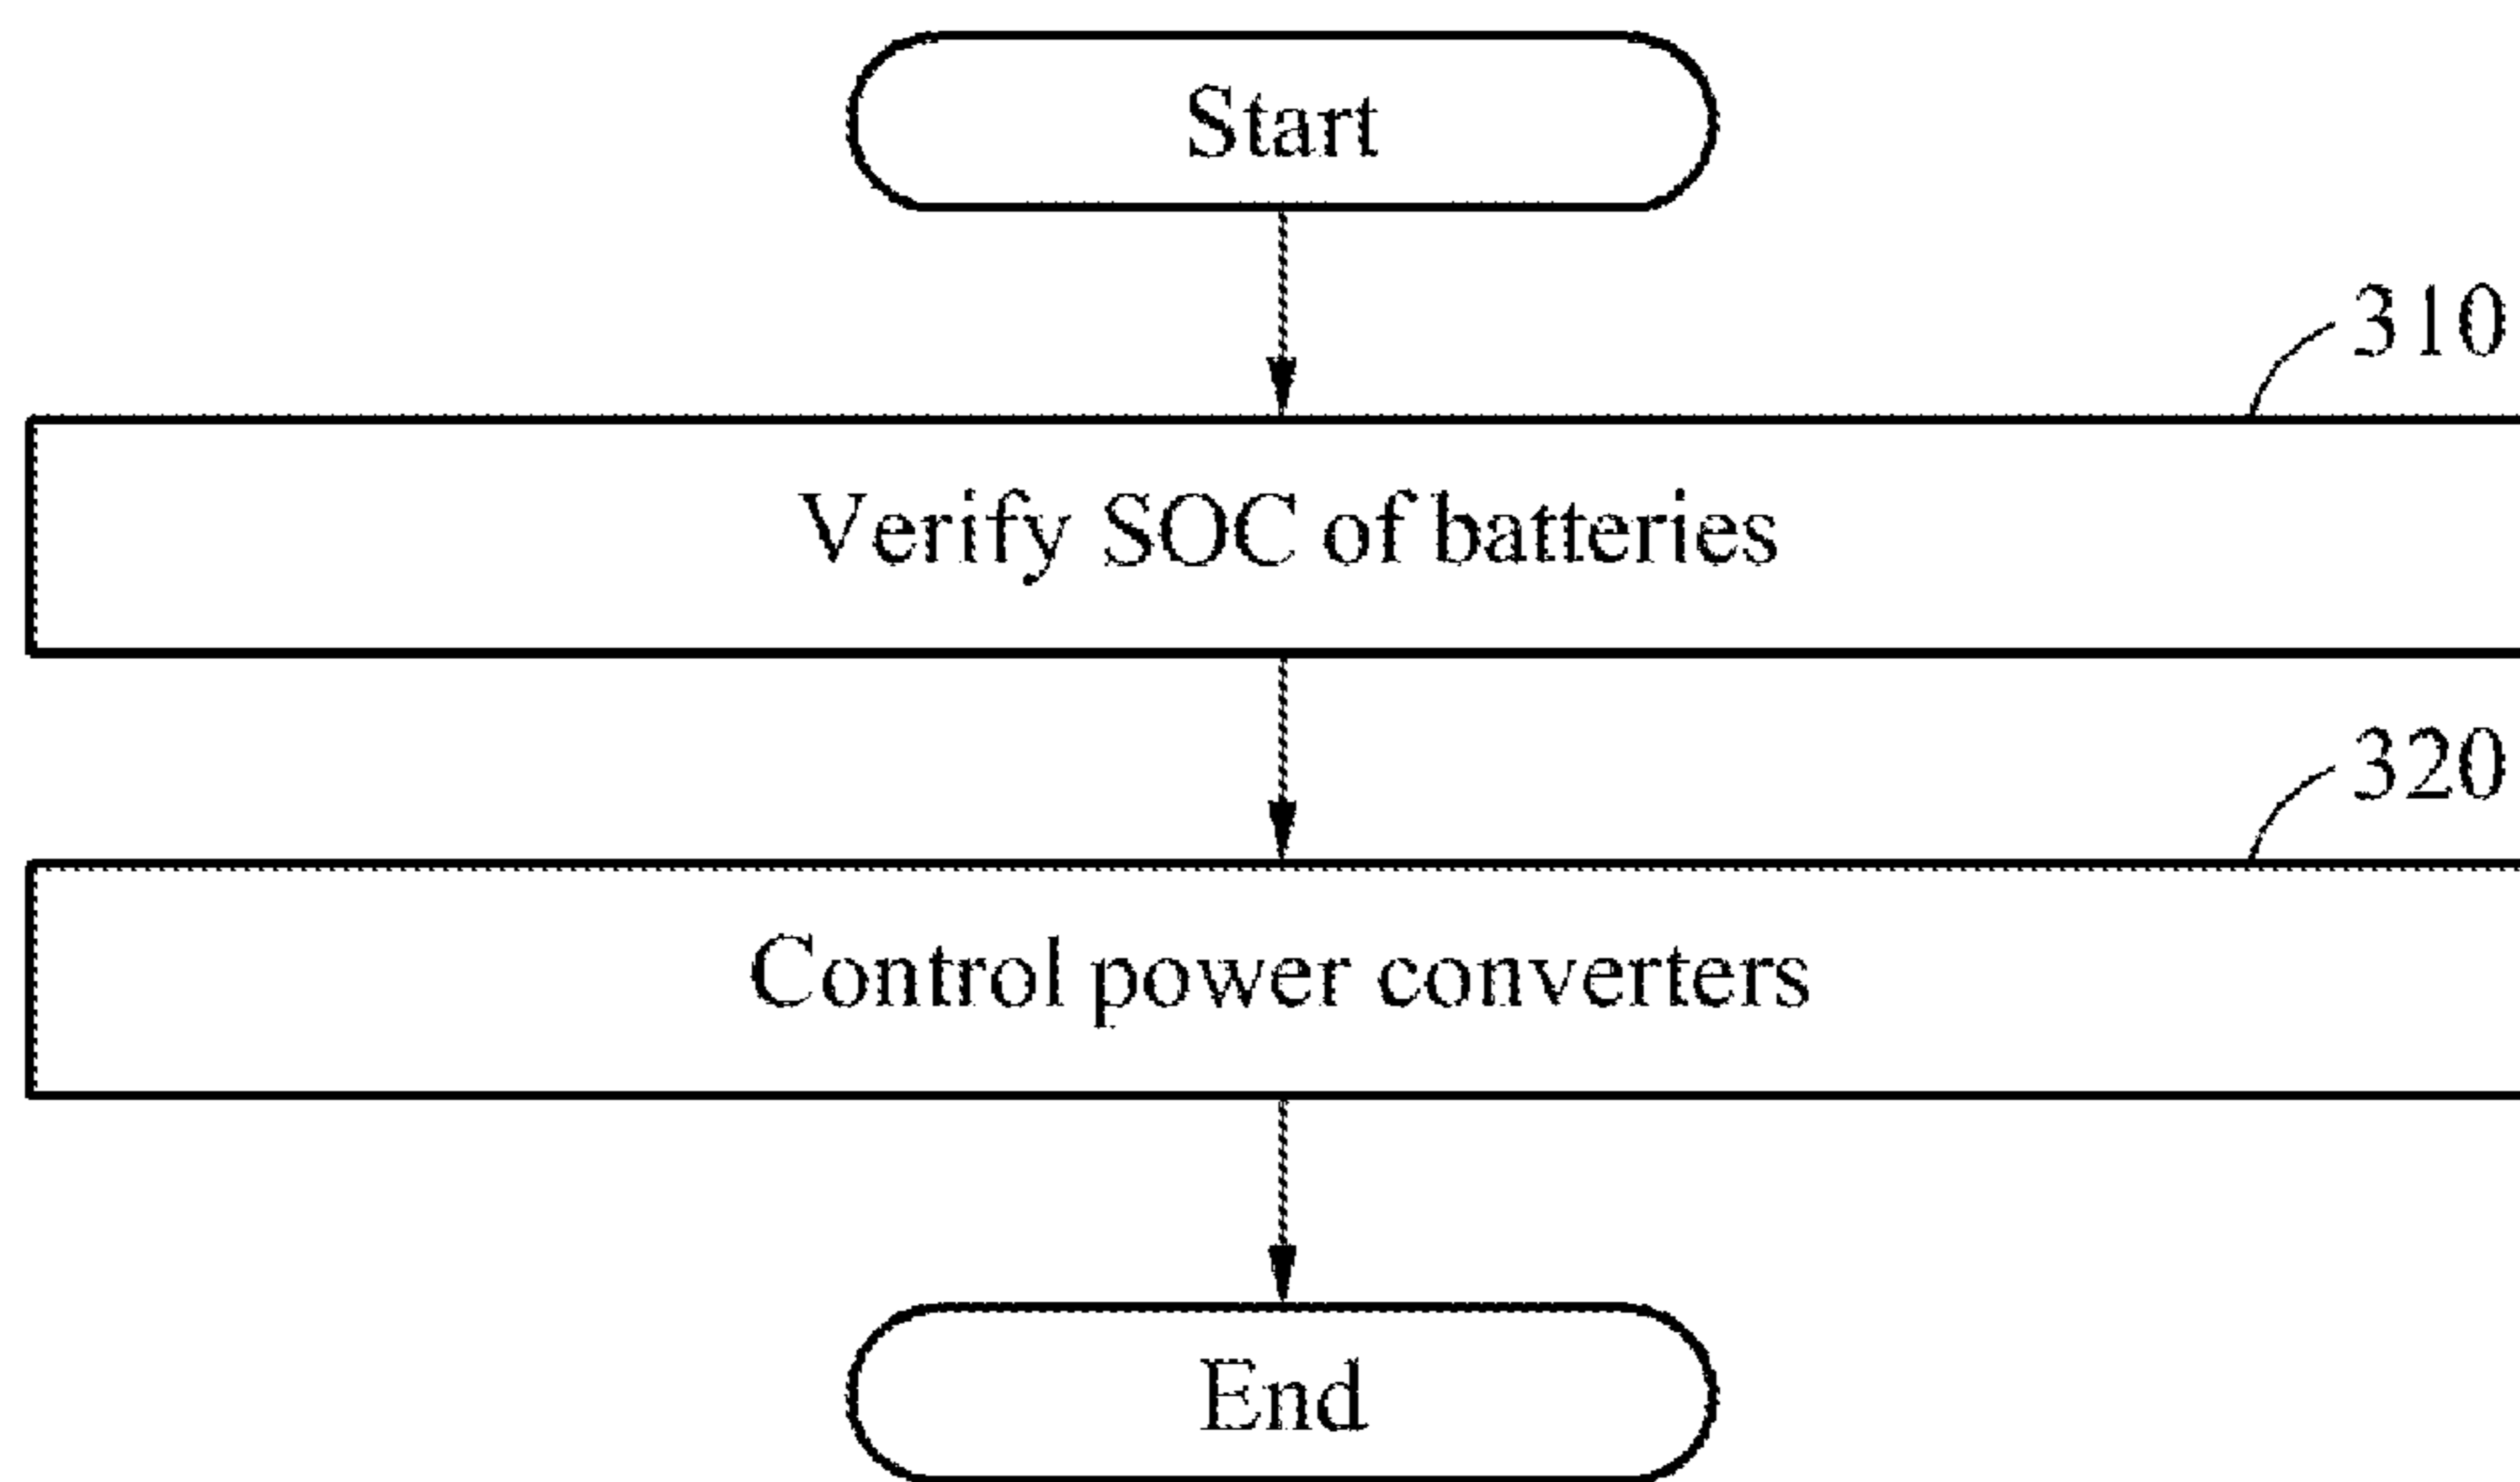 Start
310
Verify SOC of batteries
320
Control power converters
End